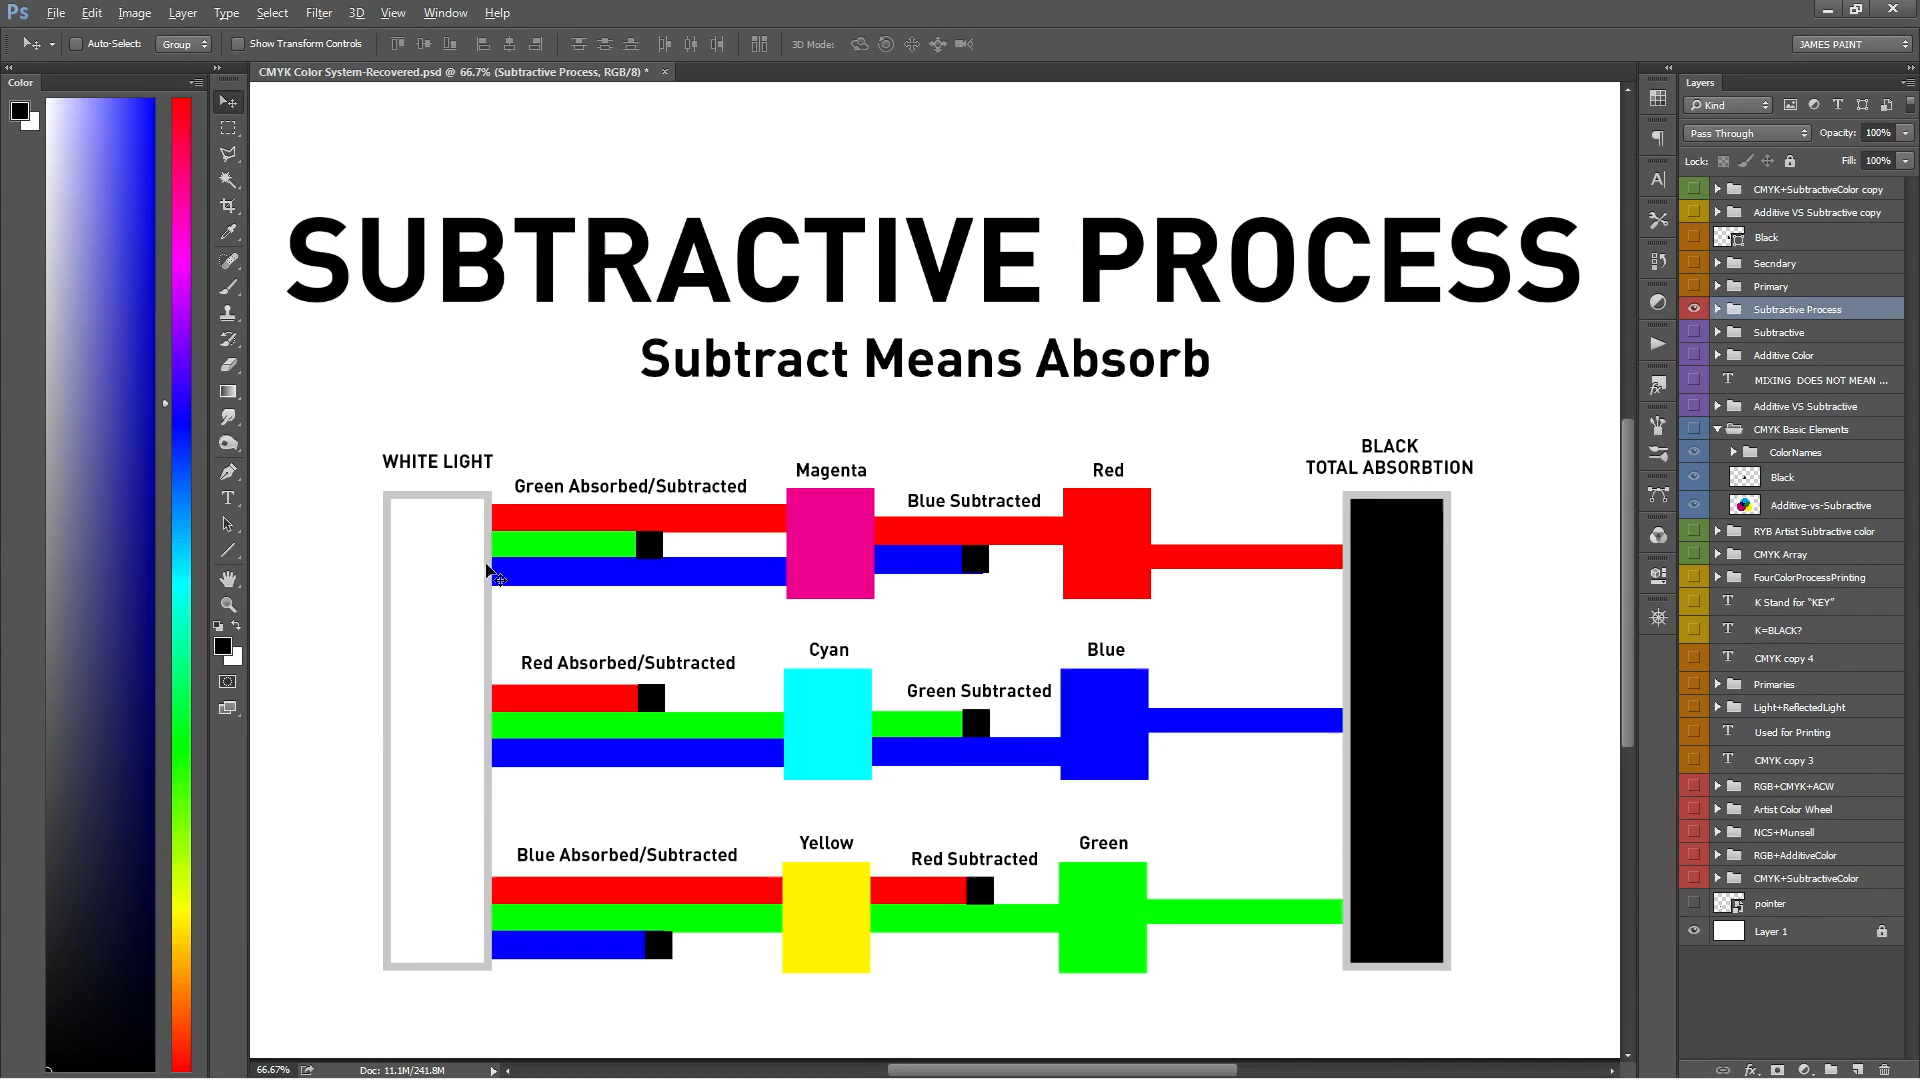 Ps File Edit Image Layer Type Select Filter 3D View Window Help
Auto-Select: Group Show Transform Controls 3D Mode: JAMES PAINT
Color
CMYK Color System-Recovered.psd @ 66.7% (Subtractive Process, RGB/8) * ×
SUBTRACTIVE PROCESS
Subtract Means Absorb
WHITE LIGHT
BLACK
TOTAL ABSORBTION
Green Absorbed/Subtracted
Magenta
Blue Subtracted
Red
Red Absorbed/Subtracted
Cyan
Green Subtracted
Blue
Blue Absorbed/Subtracted
Yellow
Red Subtracted
Green
66.67% Doc: 11.1M/241.8M
Layers
Kind
Pass Through Opacity: 100%
Lock: Fill: 100%
CMYK+SubtractiveColor copy
Additive VS Subtractive copy
Black
Secndary
Primary
Subtractive Process
Subtractive
Additive Color
MIXING DOES NOT MEAN ...
Additive VS Subtractive
CMYK Basic Elements
ColorNames
Black
Additive-vs-Subractive
RYB Artist Subtractive color
CMYK Array
FourColorProcessPrinting
K Stand for "KEY"
K=BLACK?
CMYK copy 4
Primaries
Light+ReflectedLight
Used for Printing
CMYK copy 3
RGB+CMYK+ACW
Artist Color Wheel
NCS+Munsell
RGB+AdditiveColor
CMYK+SubtractiveColor
pointer
Layer 1